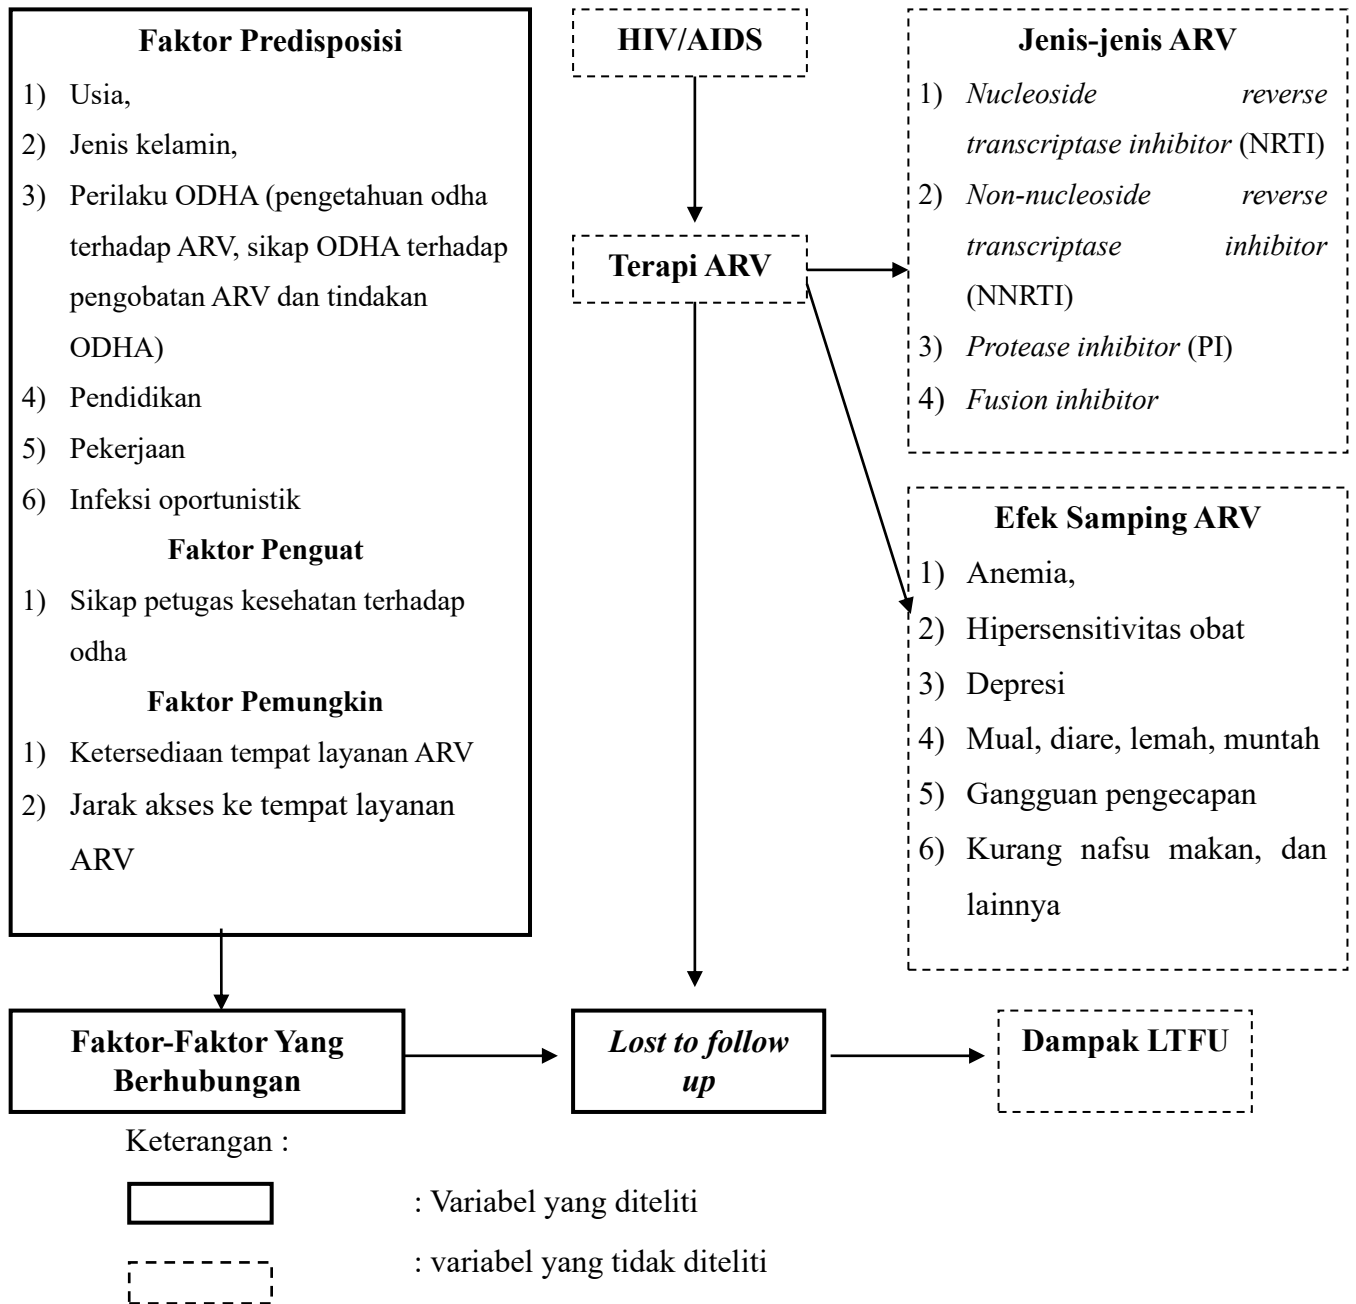 Faktor Predisposisi
1) Usia,
2) Jenis kelamin,
3) Perilaku ODHA (pengetahuan odha
terhadap ARV, sikap ODHA terhadap
pengobatan ARV dan tindakan
ODHA)
4) Pendidikan
5) Pekerjaan
6) Infeksi oportunistik
Faktor Penguat
1) Sikap petugas kesehatan terhadap
odha
Faktor Pemungkin
1) Ketersediaan tempat layanan ARV
2) Jarak akses ke tempat layanan
ARV
HIV/AIDS
Terapi ARV
Jenis-jenis ARV
1) Nucleoside reverse
transcriptase inhibitor (NRTI)
2) Non-nucleoside reverse
transcriptase inhibitor
(NNRTI)
3) Protease inhibitor (PI)
4) Fusion inhibitor
Efek Samping ARV
1) Anemia,
2) Hipersensitivitas obat
3) Depresi
4) Mual, diare, lemah, muntah
5) Gangguan pengecapan
6) Kurang nafsu makan, dan
lainnya
Faktor-Faktor Yang
Berhubungan
Lost to follow
up
Dampak LTFU
Keterangan :
: Variabel yang diteliti
: variabel yang tidak diteliti